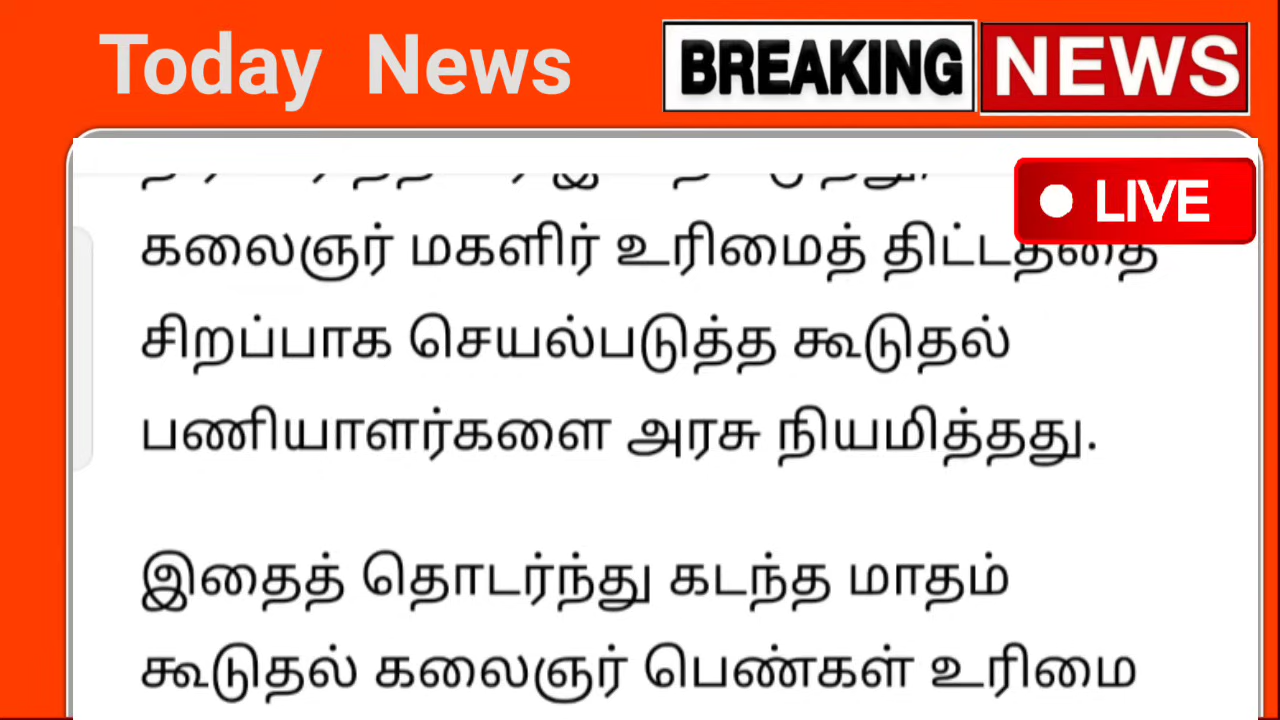 Today News
BREAKING NEWS
LIVE
கலைஞர் மகளிர் உரிமைத் திட்டத்தை
சிறப்பாக செயல்படுத்த கூடுதல்
பணியாளர்களை அரசு நியமித்தது.
இதைத் தொடர்ந்து கடந்த மாதம்
கூடுதல் கலைஞர் பெண்கள் உரிமை